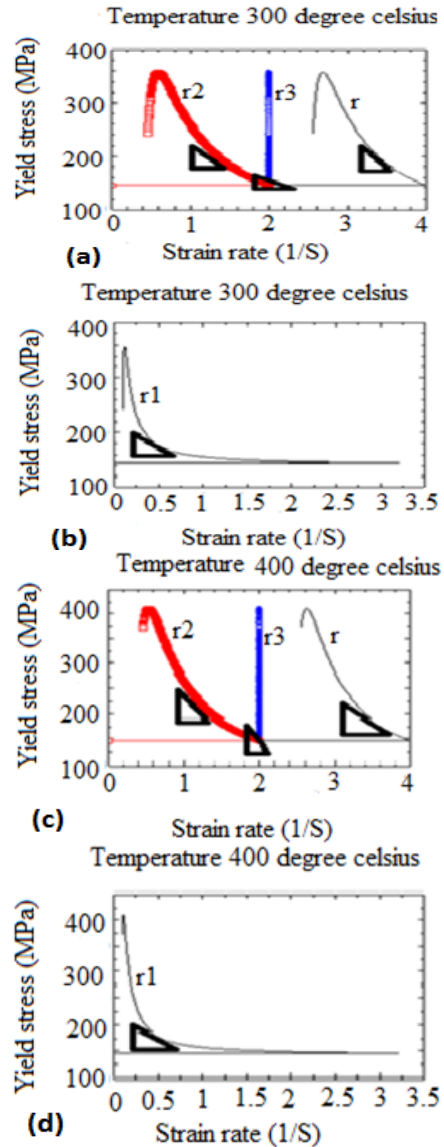 Temperature 300 degree celsius
Yield stress (MPa)
400
300
200
100
r2
r3
r
0
1
2
3
4
(a)
Strain rate (1/S)
Temperature 300 degree celsius
Yield stress (MPa)
400
300
200
100
r1
0
0.5
1
1.5
2
2.5
3
3.5
(b)
Strain rate (1/S)
Temperature 400 degree celsius
Yield stress (MPa)
400
300
200
100
r2
r3
r
0
1
2
3
4
(c)
Strain rate (1/S)
Temperature 400 degree celsius
Yield stress (MPa)
400
300
200
100
r1
0
0.5
1
1.5
2
2.5
3
3.5
(d)
Strain rate (1/S)